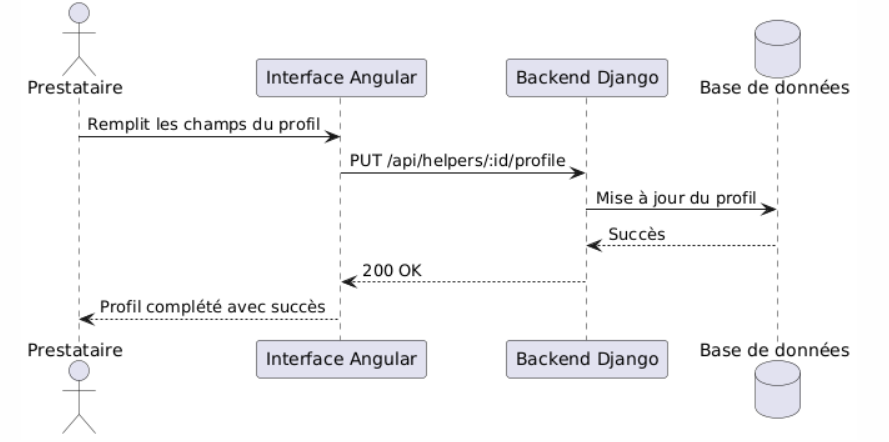 Prestataire
Interface Angular
Backend Django
Base de données
Remplit les champs du profil
PUT /api/helpers/:id/profile
Mise à jour du profil
Succès
200 OK
Profil complété avec succès
Prestataire
Interface Angular
Backend Django
Base de données